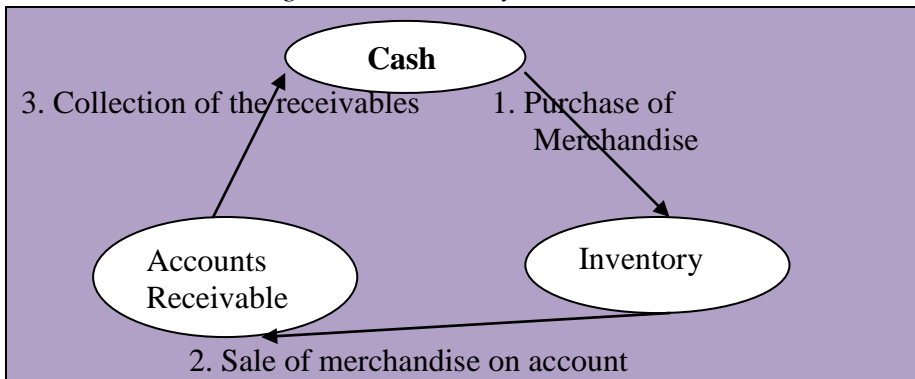 Cash
3. Collection of the receivables
1. Purchase of
Merchandise
Accounts
Receivable
Inventory
2. Sale of merchandise on account